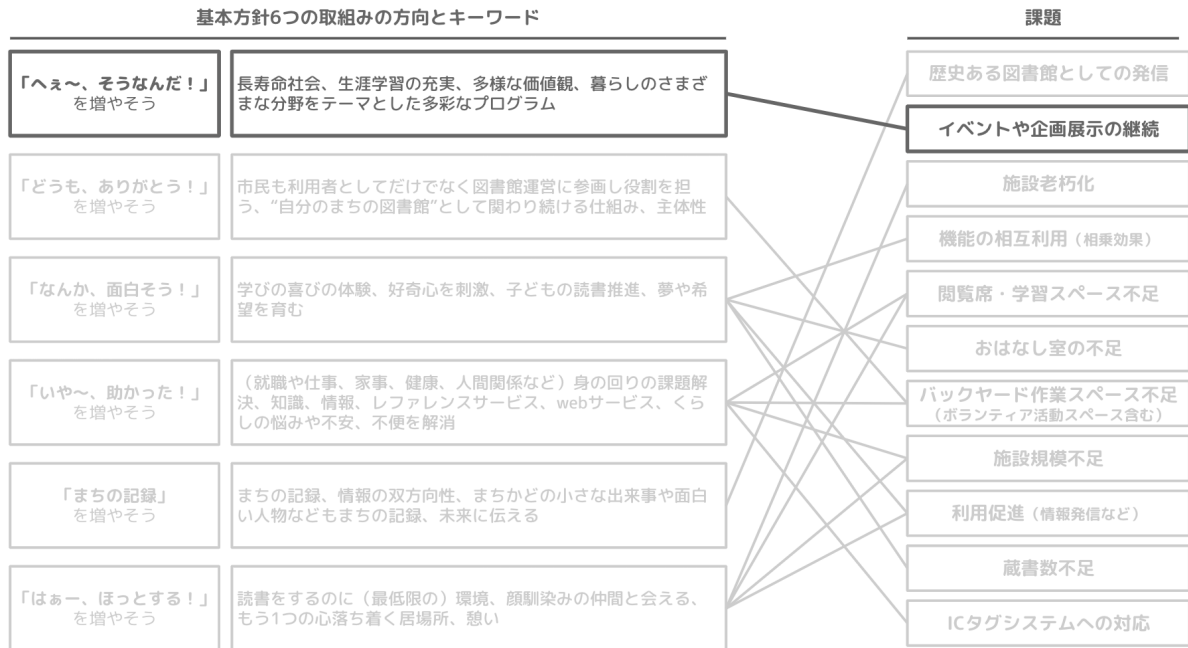 基本方針6つの取組みの方向とキーワード
課題
「へぇ〜、そうなんだ！」
を増やそう
長寿命社会、生涯学習の充実、多様な価値観、暮らしのさまざ
まな分野をテーマとした多彩なプログラム
「どうも、ありがとう！」
を増やそう
市民も利用者としてだけでなく図書館運営に参画し役割を担
う、“自分のまちの図書館”として関わり続ける仕組み、主体性
「なんか、面白そう！」
を増やそう
学びの喜びの体験、好奇心を刺激、子どもの読書推進、夢や希
望を育む
「いや〜、助かった！」
を増やそう
（就職や仕事、家事、健康、人間関係など）身の回りの課題解
決、知識、情報、レファレンスサービス、webサービス、くら
しの悩みや不安、不便を解消
「まちの記録」
を増やそう
まちの記録、情報の双方向性、まちかどの小さな出来事や面白
い人物などもまちの記録、未来に伝える
「はぁー、ほっとする！」
を増やそう
読書をするのに（最低限の）環境、顔馴染みの仲間と会える、
もう1つの心落ち着く居場所、憩い
歴史ある図書館としての発信
イベントや企画展示の継続
施設老朽化
機能の相互利用（相乗効果）
閲覧席・学習スペース不足
おはなし室の不足
バックヤード作業スペース不足
（ボランティア活動スペース含む）
施設規模不足
利用促進（情報発信など）
蔵書数不足
ICタグシステムへの対応